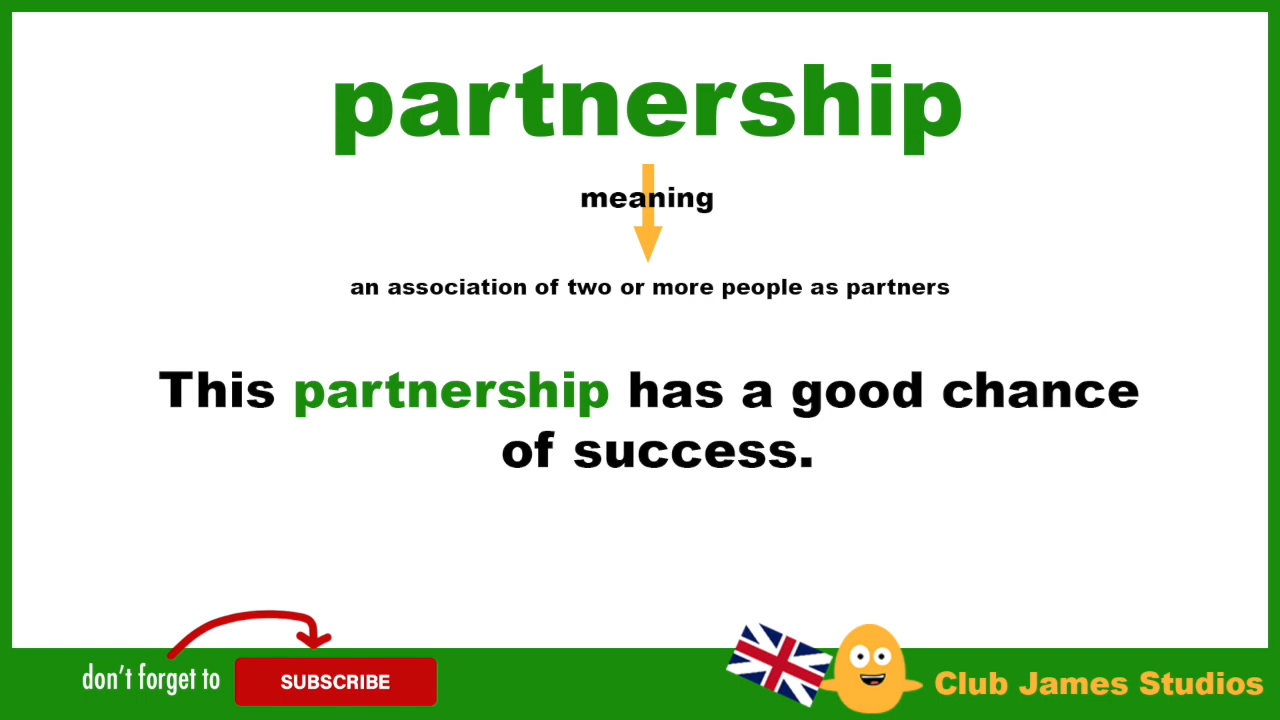 partnership
meaning
an association of two or more people as partners
This partnership has a good chance
of success.
don't forget to
SUBSCRIBE
Club James Studios